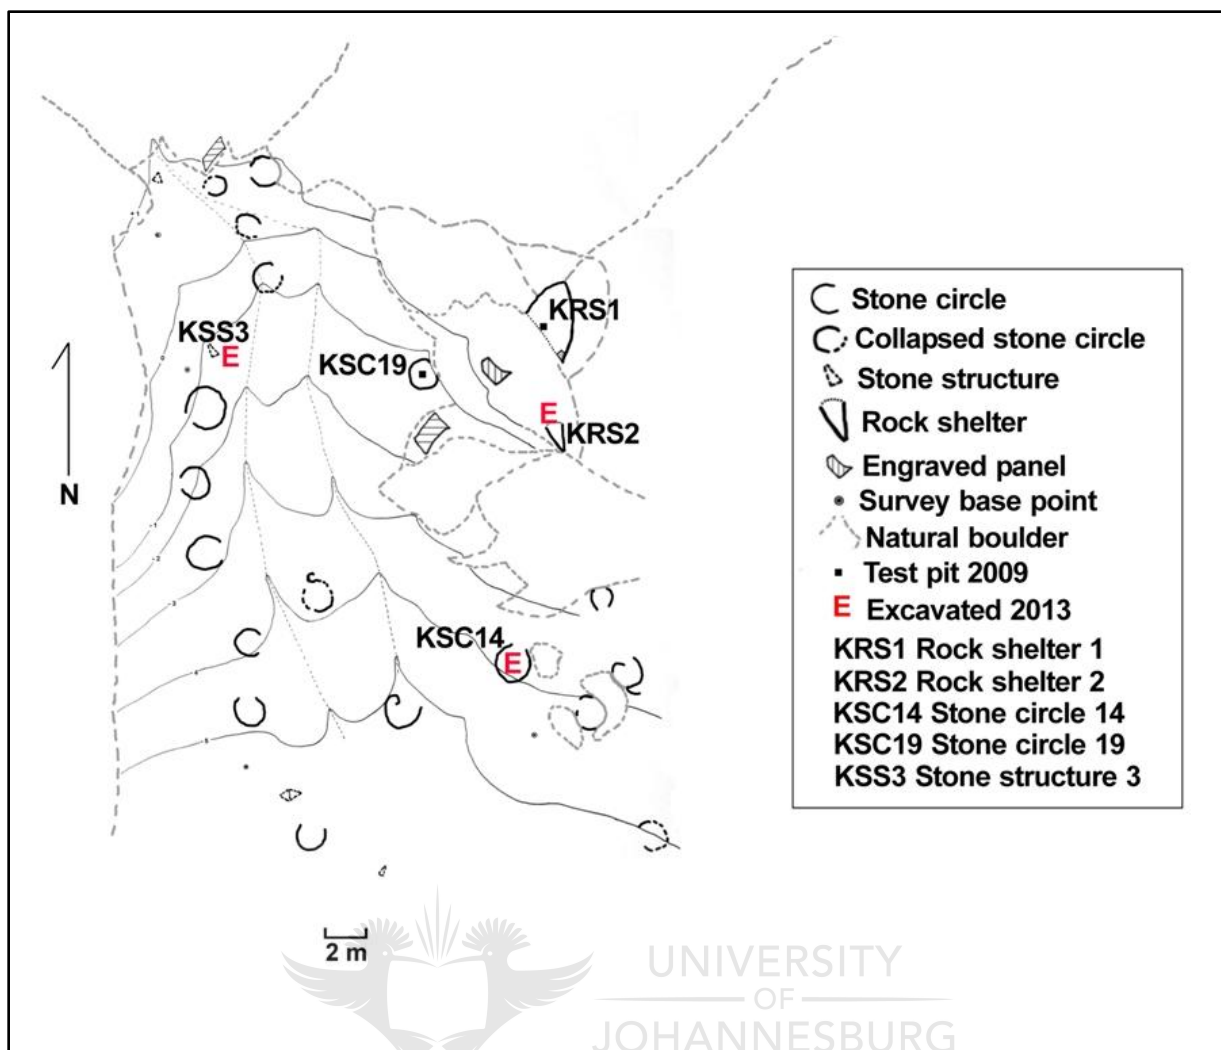 KRS1
KSS3
E
KSC19
E
KRS2
N
KSC14
E
2 m
Stone circle
Collapsed stone circle
Stone structure
Rock shelter
Engraved panel
Survey base point
Natural boulder
Test pit 2009
E Excavated 2013
KRS1 Rock shelter 1
KRS2 Rock shelter 2
KSC14 Stone circle 14
KSC19 Stone circle 19
KSS3 Stone structure 3
UNIVERSITY
OF
JOHANNESBURG